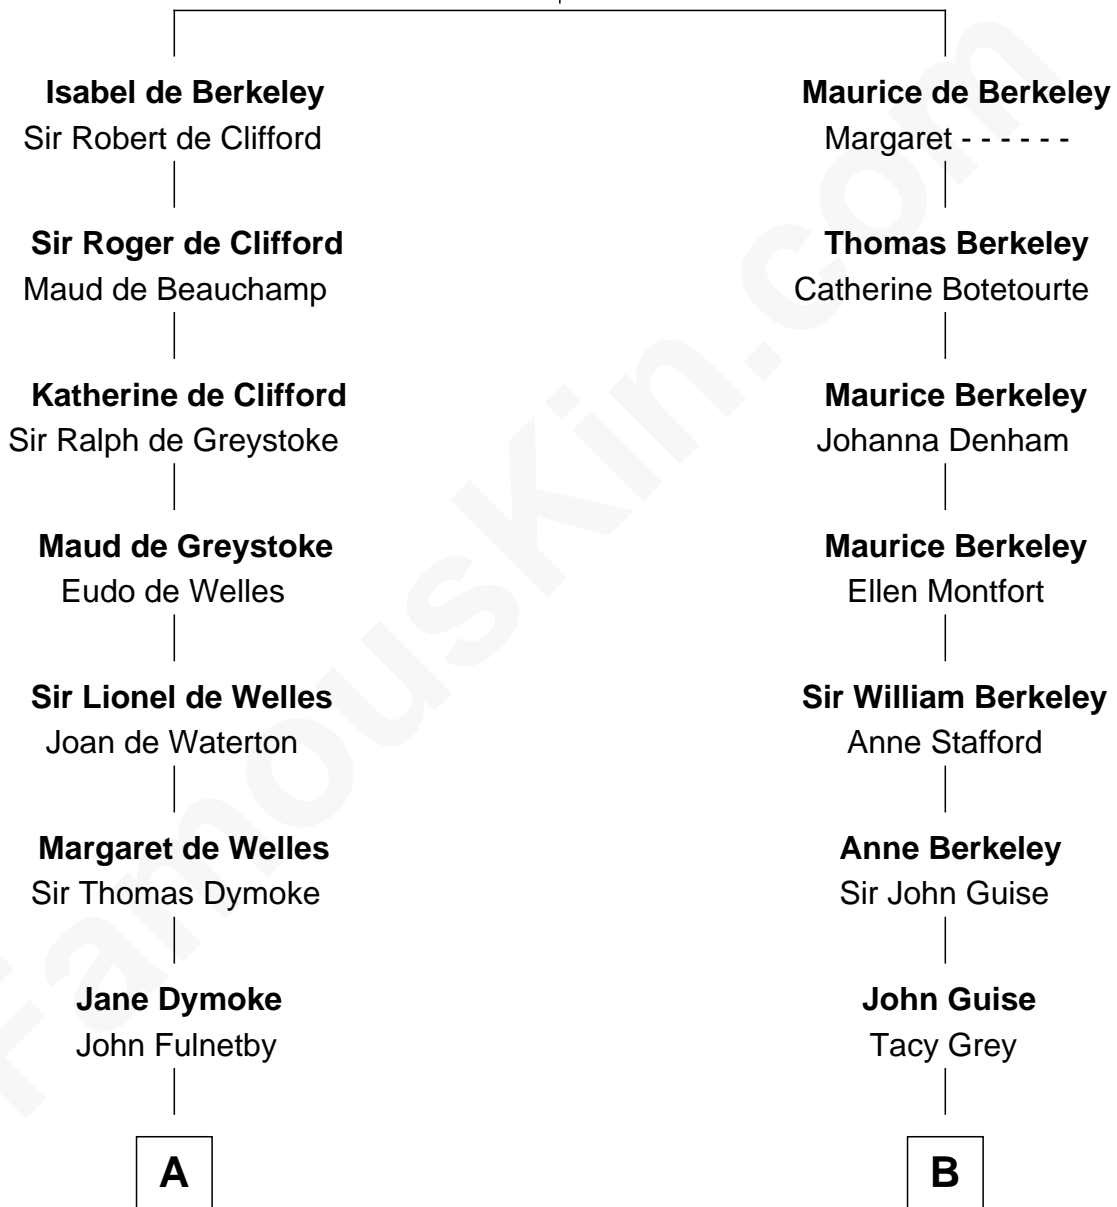 Isabel de Berkeley
Sir Robert de Clifford
Sir Roger de Clifford
Maud de Beauchamp
Katherine de Clifford
Sir Ralph de Greystoke
Maud de Greystoke
Eudo de Welles
Sir Lionel de Welles
Joan de Waterton
Margaret de Welles
Sir Thomas Dymoke
Jane Dymoke
John Fulnetby
A
Maurice de Berkeley
Margaret - - - - - -
Thomas Berkeley
Catherine Botetourte
Maurice Berkeley
Johanna Denham
Maurice Berkeley
Ellen Montfort
Sir William Berkeley
Anne Stafford
Anne Berkeley
Sir John Guise
John Guise
Tacy Grey
B
FamousKin.com